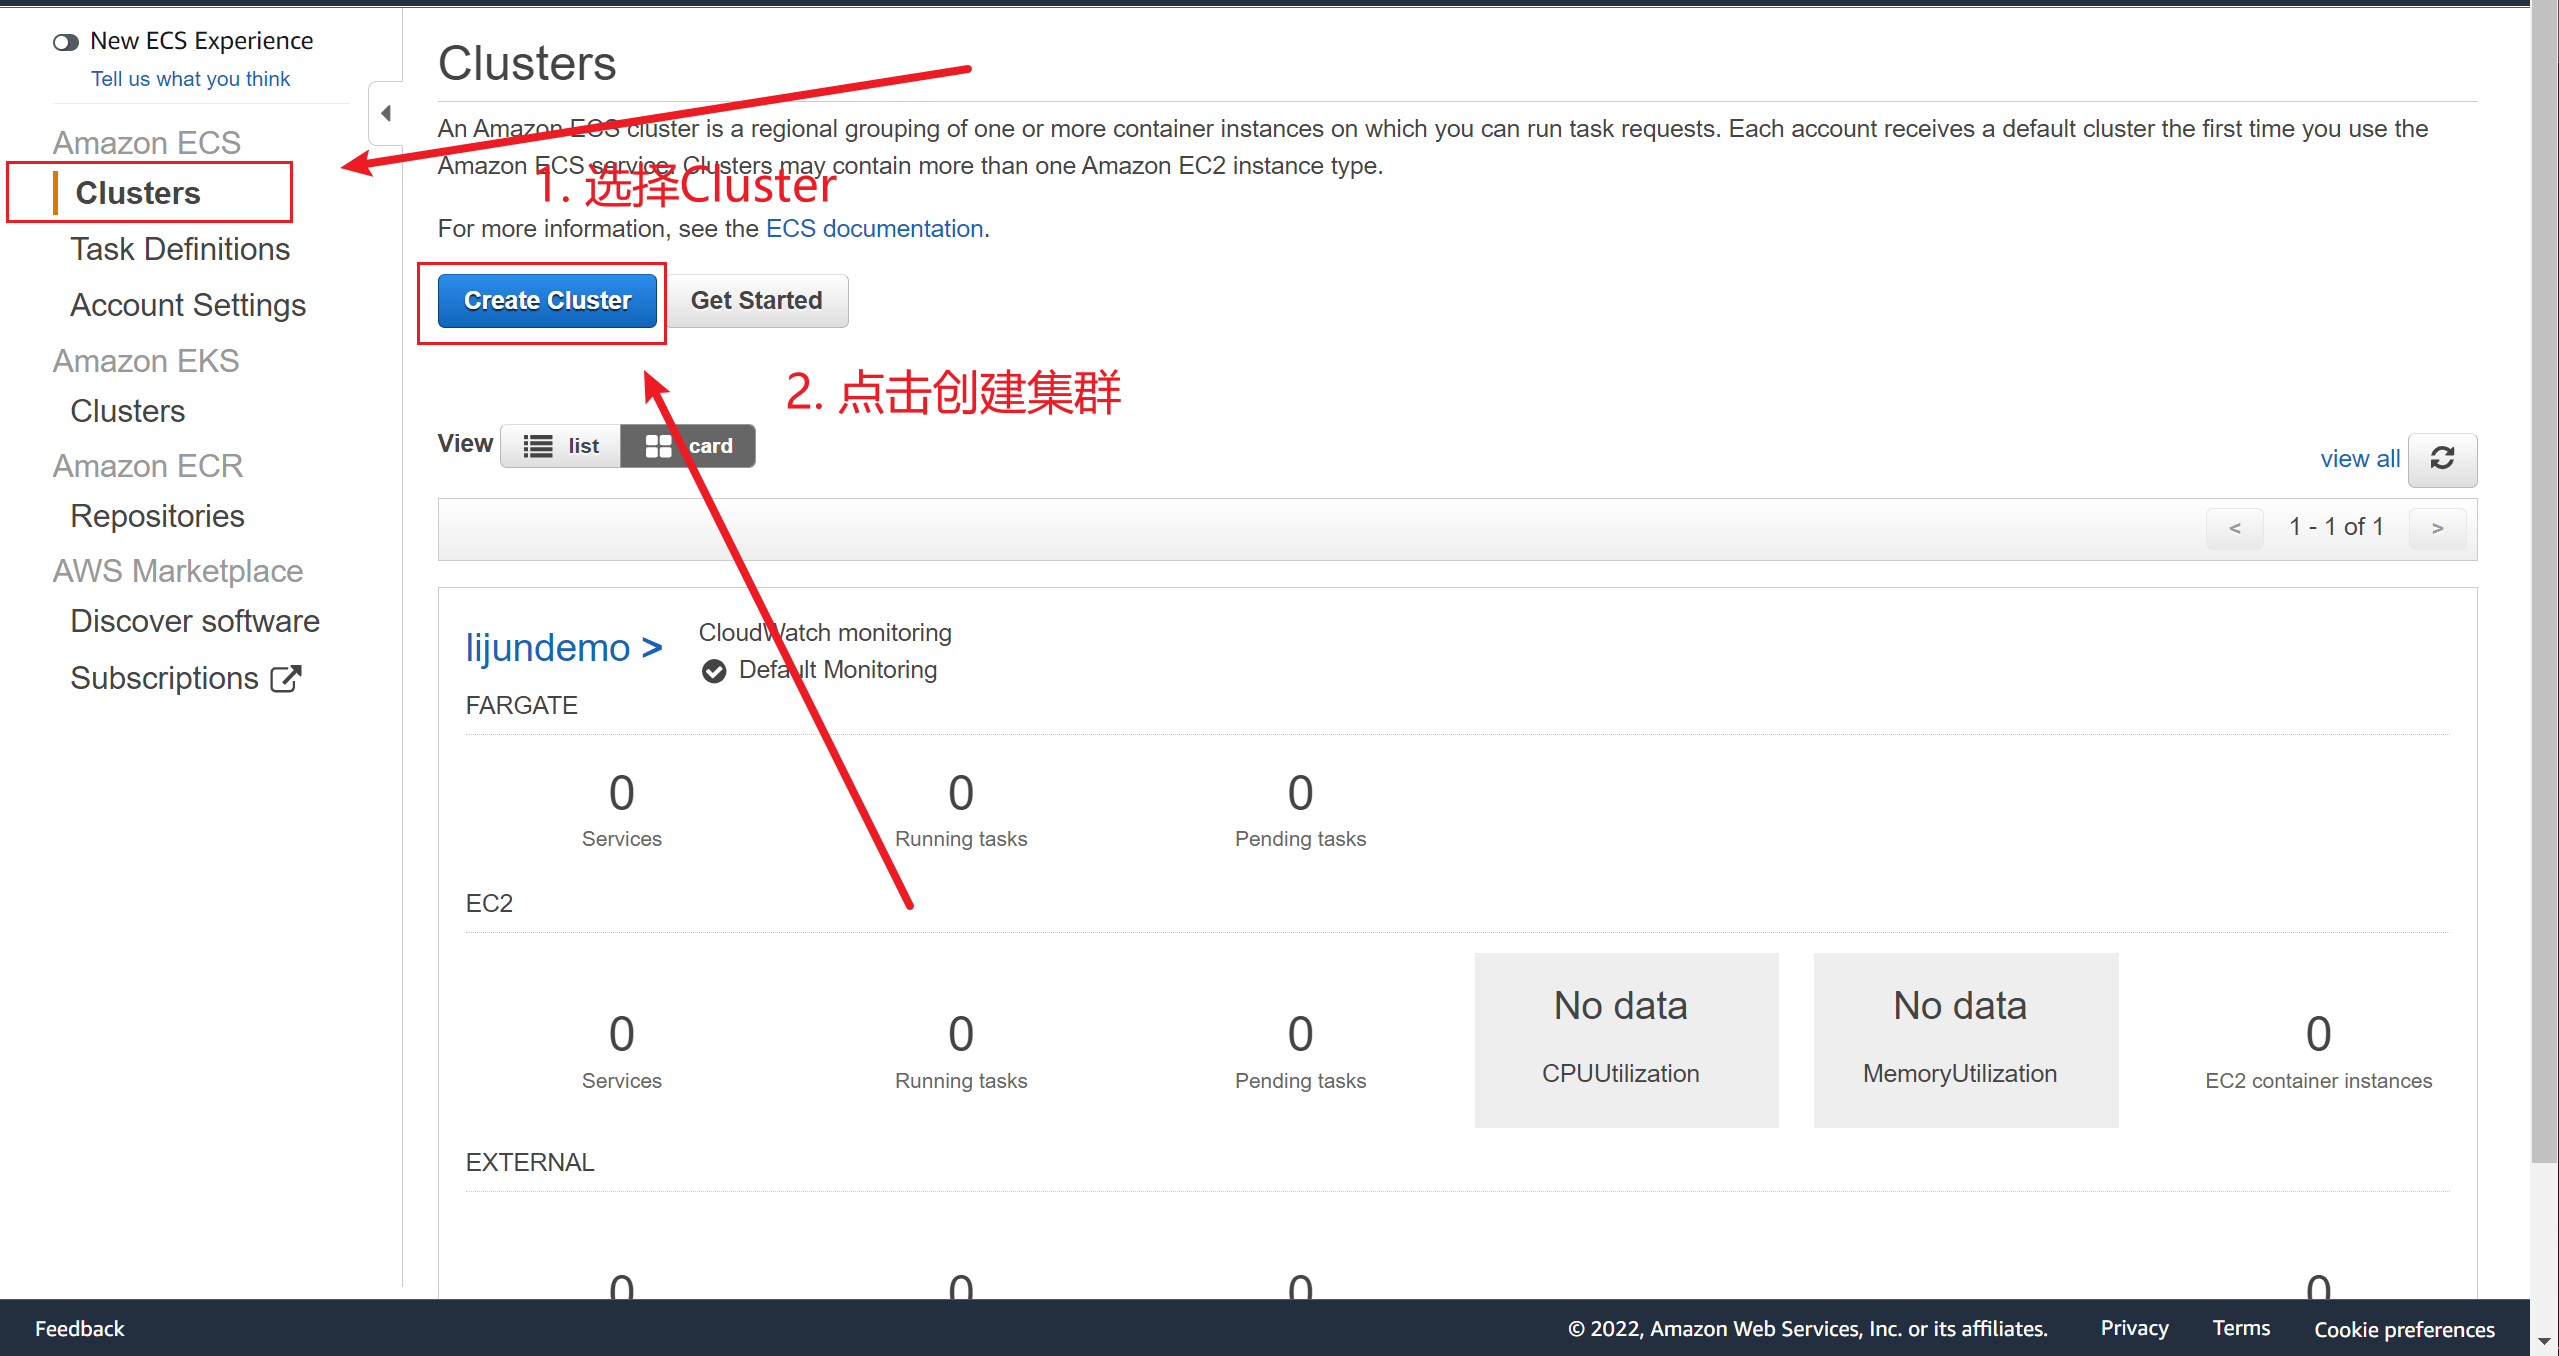 New ECS Experience
Tell us what you think
Amazon ECS
Clusters
Task Definitions
Account Settings
Amazon EKS
Clusters
Amazon ECR
Repositories
AWS Marketplace
Discover software
Subscriptions
Clusters
An Amazon ECS cluster is a regional grouping of one or more container instances on which you can run task requests. Each account receives a default cluster the first time you use the
Amazon ECS service. Clusters may contain more than one Amazon EC2 instance type.
1. 选择Cluster
For more information, see the ECS documentation.
Create Cluster
Get Started
2. 点击创建集群
View
list
card
view all
<
1 - 1 of 1
>
lijundemo >
CloudWatch monitoring
Default Monitoring
FARGATE
0
0
0
Services
Running tasks
Pending tasks
EC2
No data
No data
0
0
0
0
CPUUtilization
MemoryUtilization
Services
Running tasks
Pending tasks
EC2 container instances
EXTERNAL
0
0
0
0
Feedback
© 2022, Amazon Web Services, Inc. or its affiliates.
Privacy
Terms
Cookie preferences